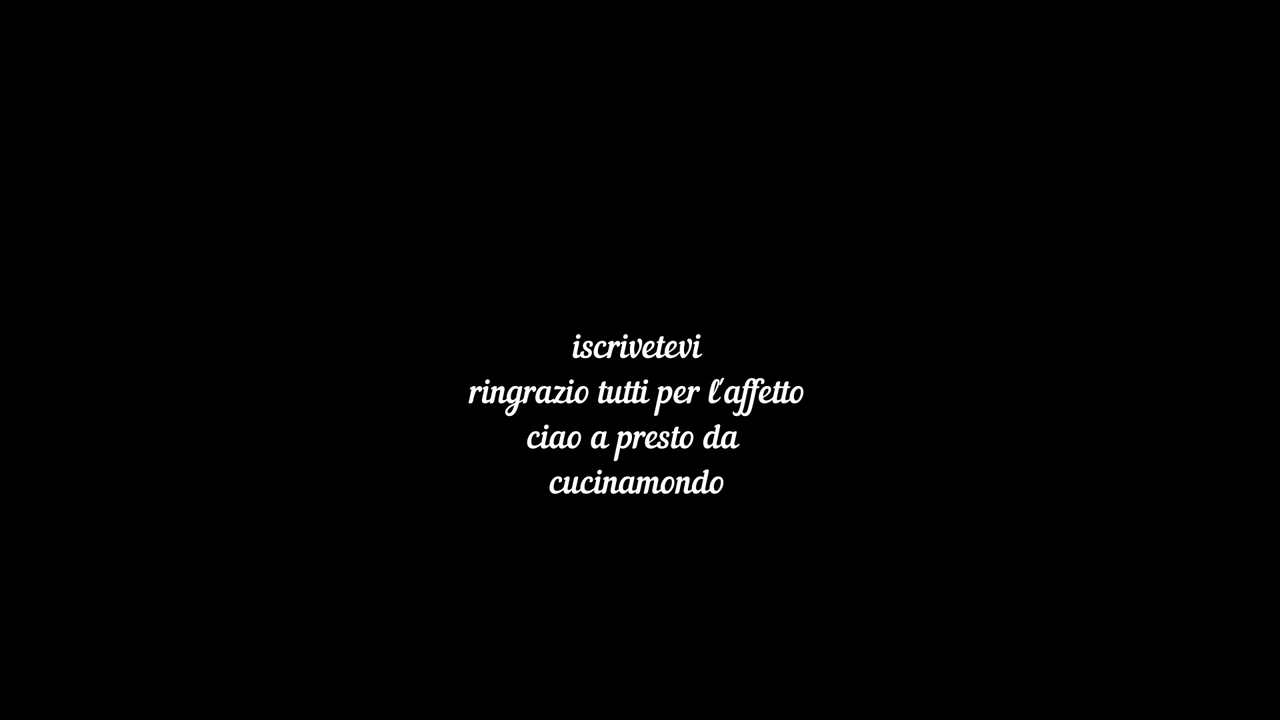 iscrivetevi
ringrazio tutti per l'affetto
ciao a presto da
cucinamondo